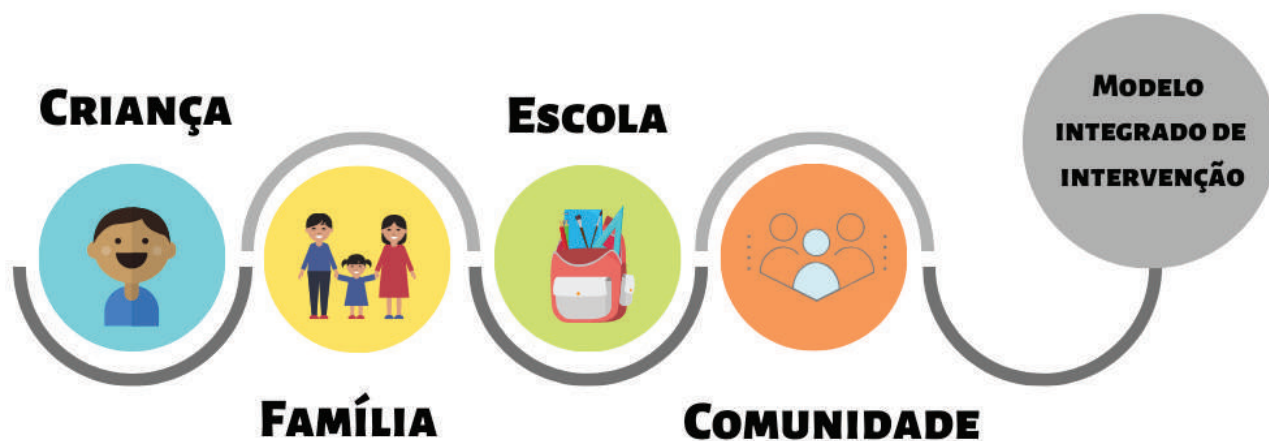 CRIANÇA
FAMÍLIA
ESCOLA
COMUNIDADE
MODELO
INTEGRADO DE
INTERVENÇÃO